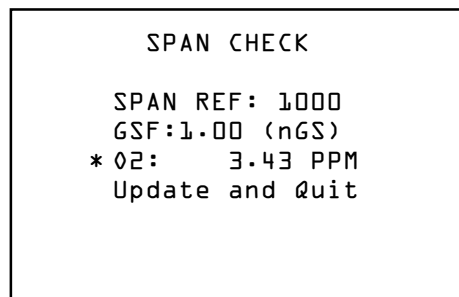 SPAN CHECK
SPAN REF: 1000
GSF:1.00 (nGS)
* O2: 3.43 PPM
Update and Quit